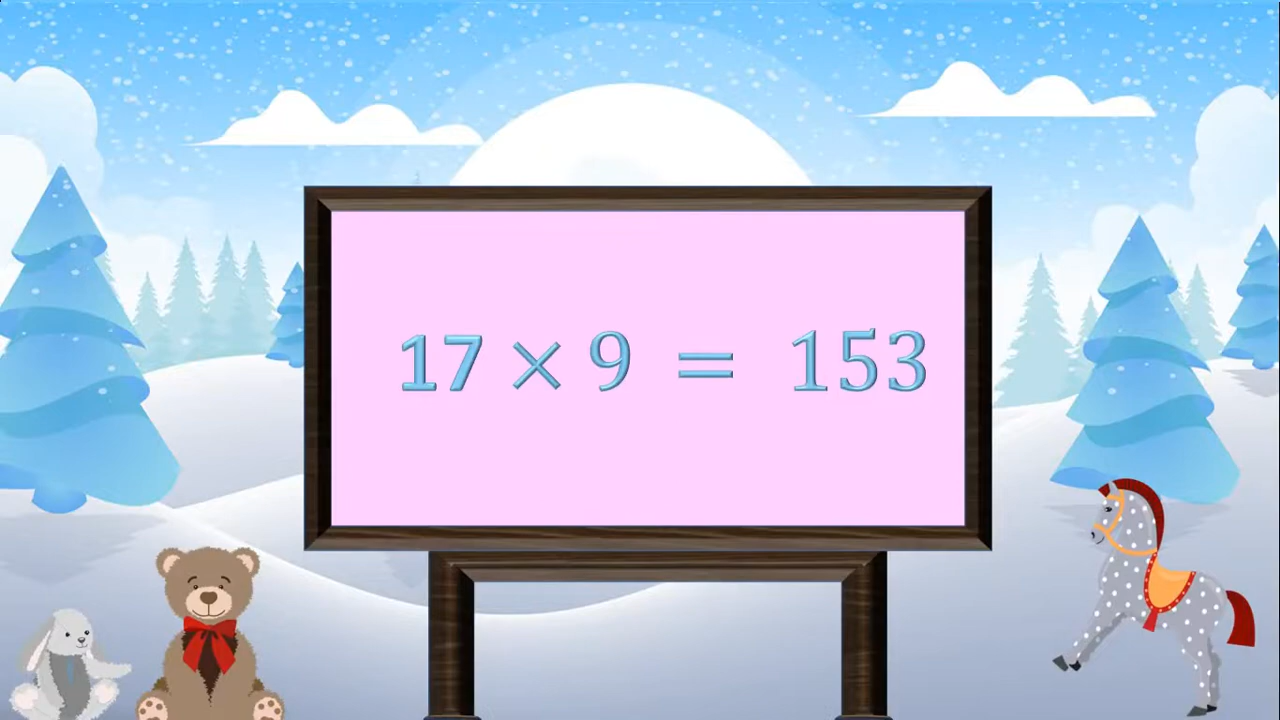 17 × 9 = 153